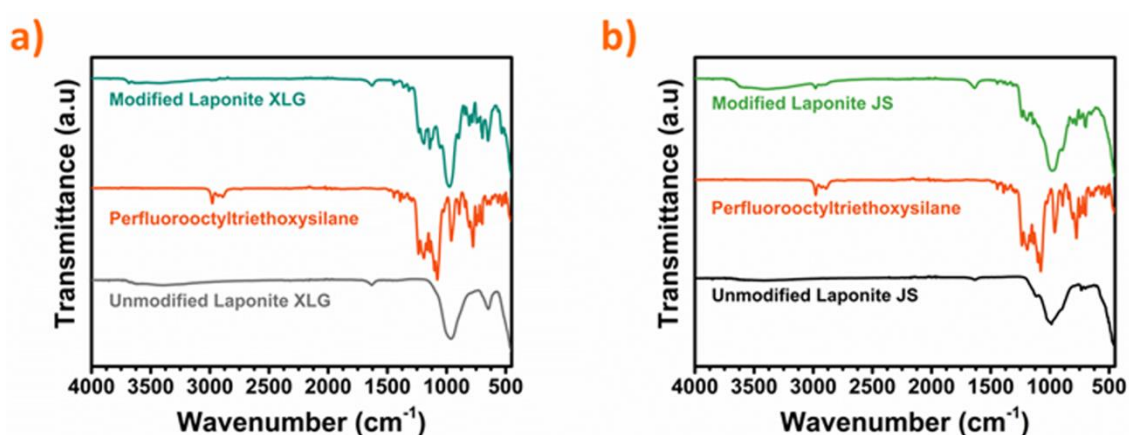 a)
Transmittance (a.u)
Modified Laponite XLG
Perfluorooctyltriethoxysilane
Unmodified Laponite XLG
4000 3500 3000 2500 2000 1500 1000 500
Wavenumber (cm-1)
b)
Transmittance (a.u)
Modified Laponite JS
Perfluorooctyltriethoxysilane
Unmodified Laponite JS
4000 3500 3000 2500 2000 1500 1000 500
Wavenumber (cm-1)